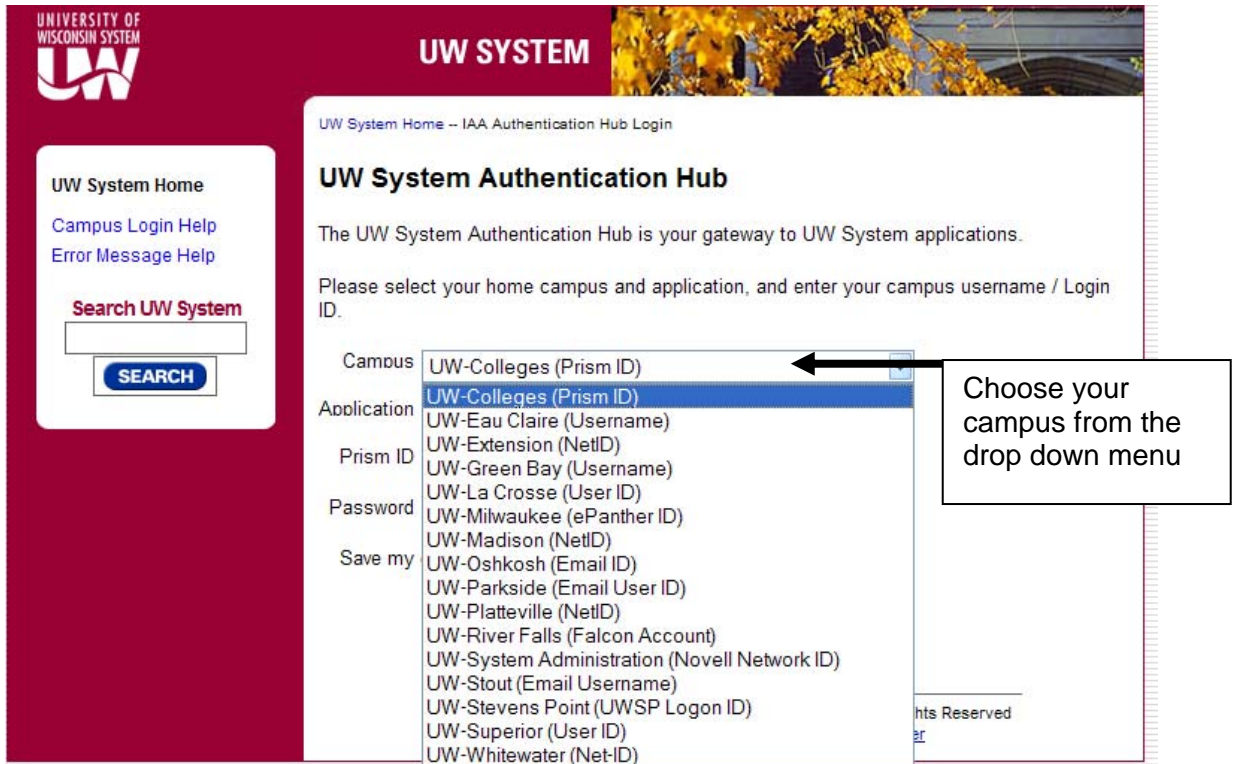 UNIVERSITY OF
WISCONSIN SYSTEM
UW
UW SYSTEM
UW System Home – IAA Authentication Hub Login
UW System Home
Campus Login Help
Error Message Help
Search UW System
SEARCH
UW System Authentication Hub
The UW System Authentication Hub is your gateway to UW System applications.
Please select your home campus and application, and enter your campus username / Login
ID.
Campus UW-Colleges (Prism ID)
Application
Prism ID
Password
Save my
UW-Colleges (Prism ID)
UW-Eau Claire (Username)
UW-Extension (NetID)
UW-Green Bay (Username)
UW-La Crosse (User ID)
UW-Milwaukee (ePanther ID)
UW-Madison (NetID)
UW-Oshkosh (Email ID)
UW-Parkside (Email User ID)
UW-Platteville (NetID)
UW-River Falls (Falcon Account)
UW-System Administration (Novell Network ID)
UW-Stout (Email Username)
UW-Stevens Point (UWSP Logon ID)
UW-Superior (User ID)
UW-Whitewater (Net-ID)
Choose your
campus from the
drop down menu
hts Reserved
er